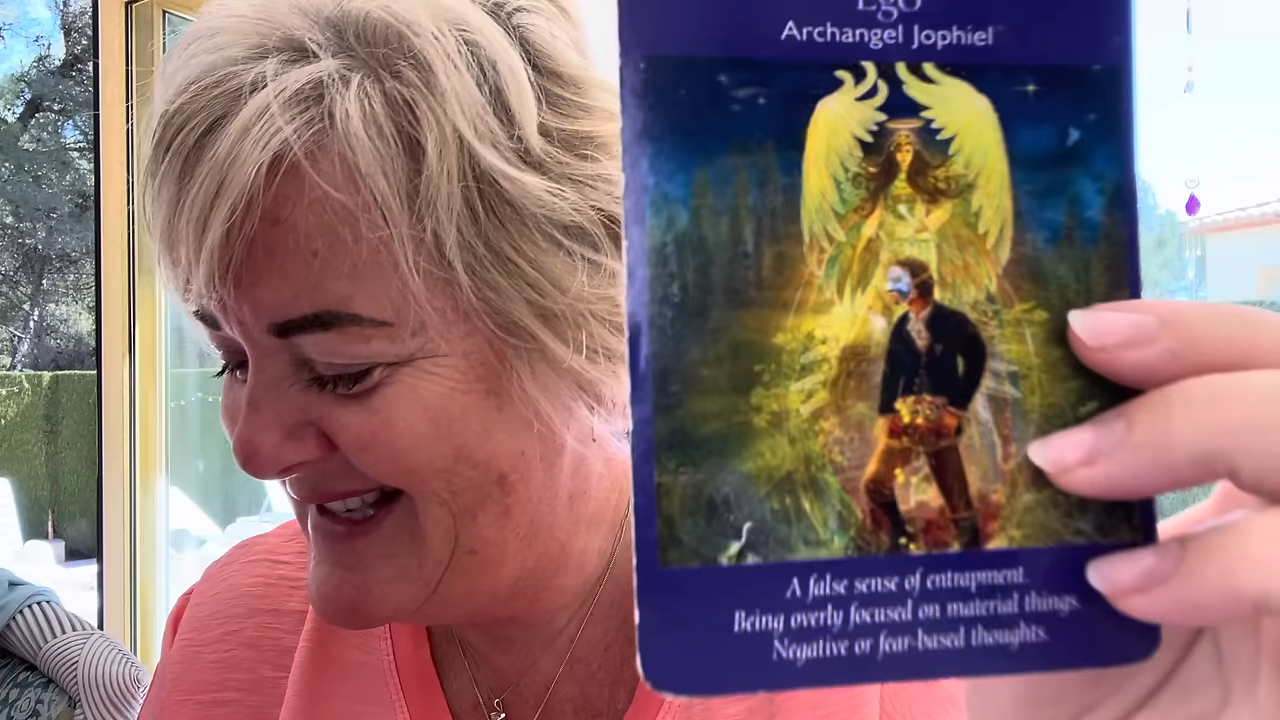 Ego
Archangel Jophiel
A false sense of entrapment.
Being overly focused on material things.
Negative or fear-based thoughts.